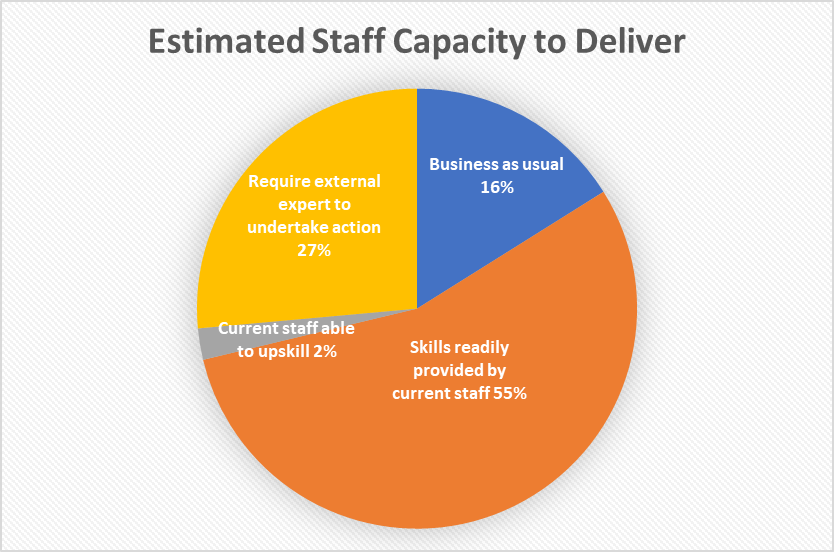 Estimated Staff Capacity to Deliver
Business as usual
16%
Require external
expert to
undertake action
27%
Current staff able
to upskill 2%
Skills readily
provided by
current staff 55%